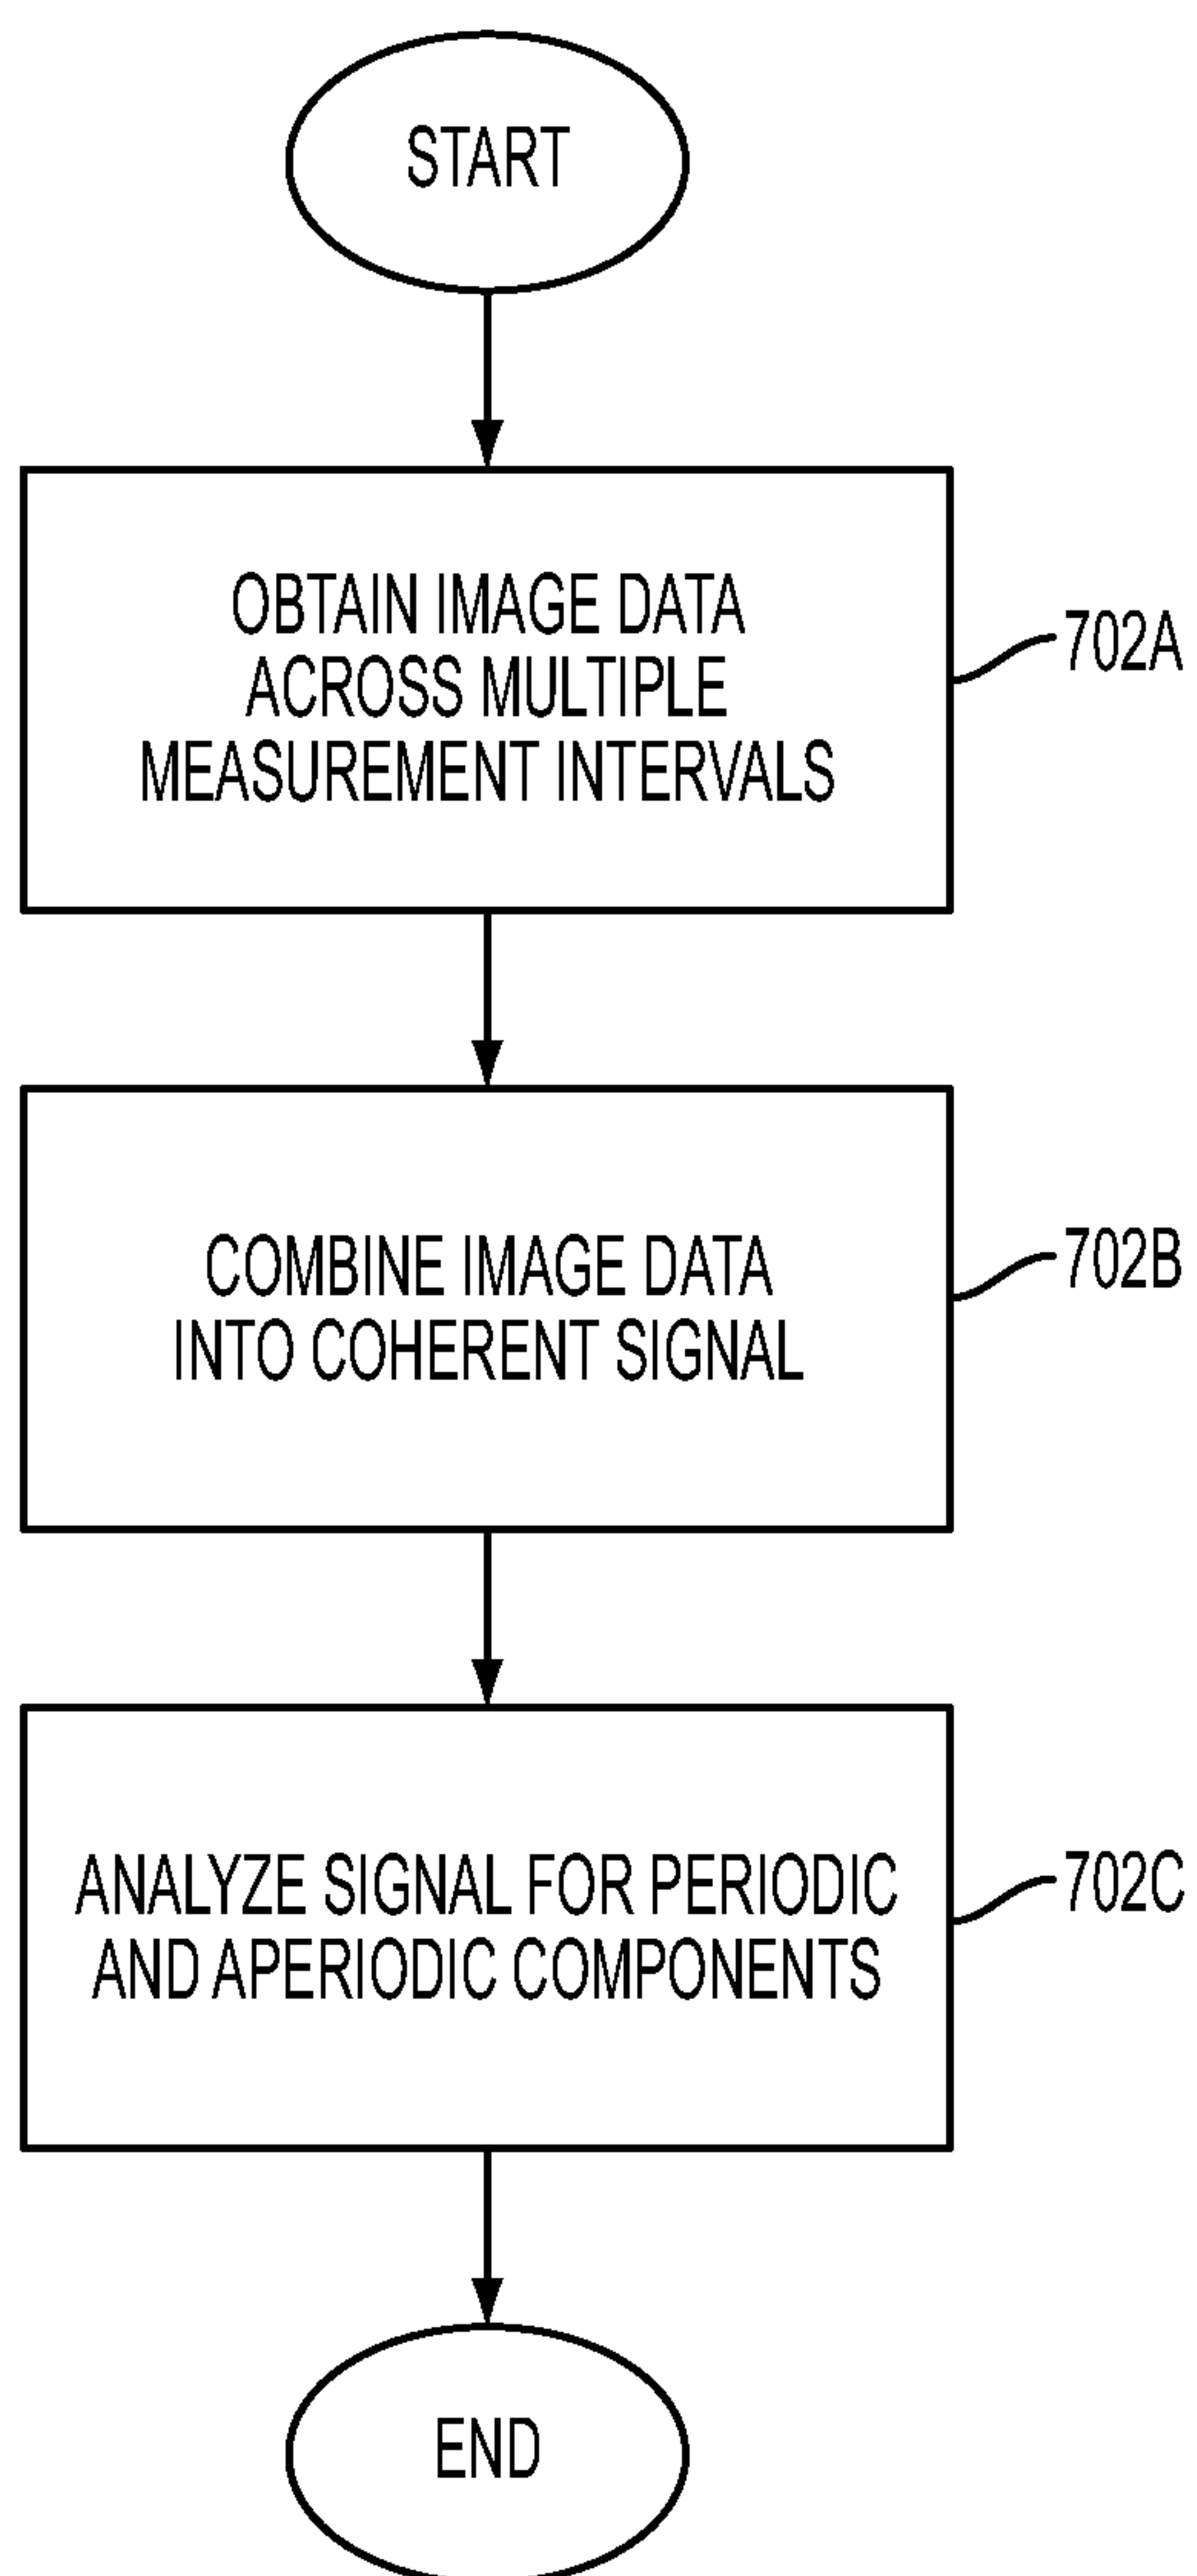 START
OBTAIN IMAGE DATA
ACROSS MULTIPLE
MEASUREMENT INTERVALS
702A
COMBINE IMAGE DATA
INTO COHERENT SIGNAL
702B
ANALYZE SIGNAL FOR PERIODIC
AND APERIODIC COMPONENTS
702C
END